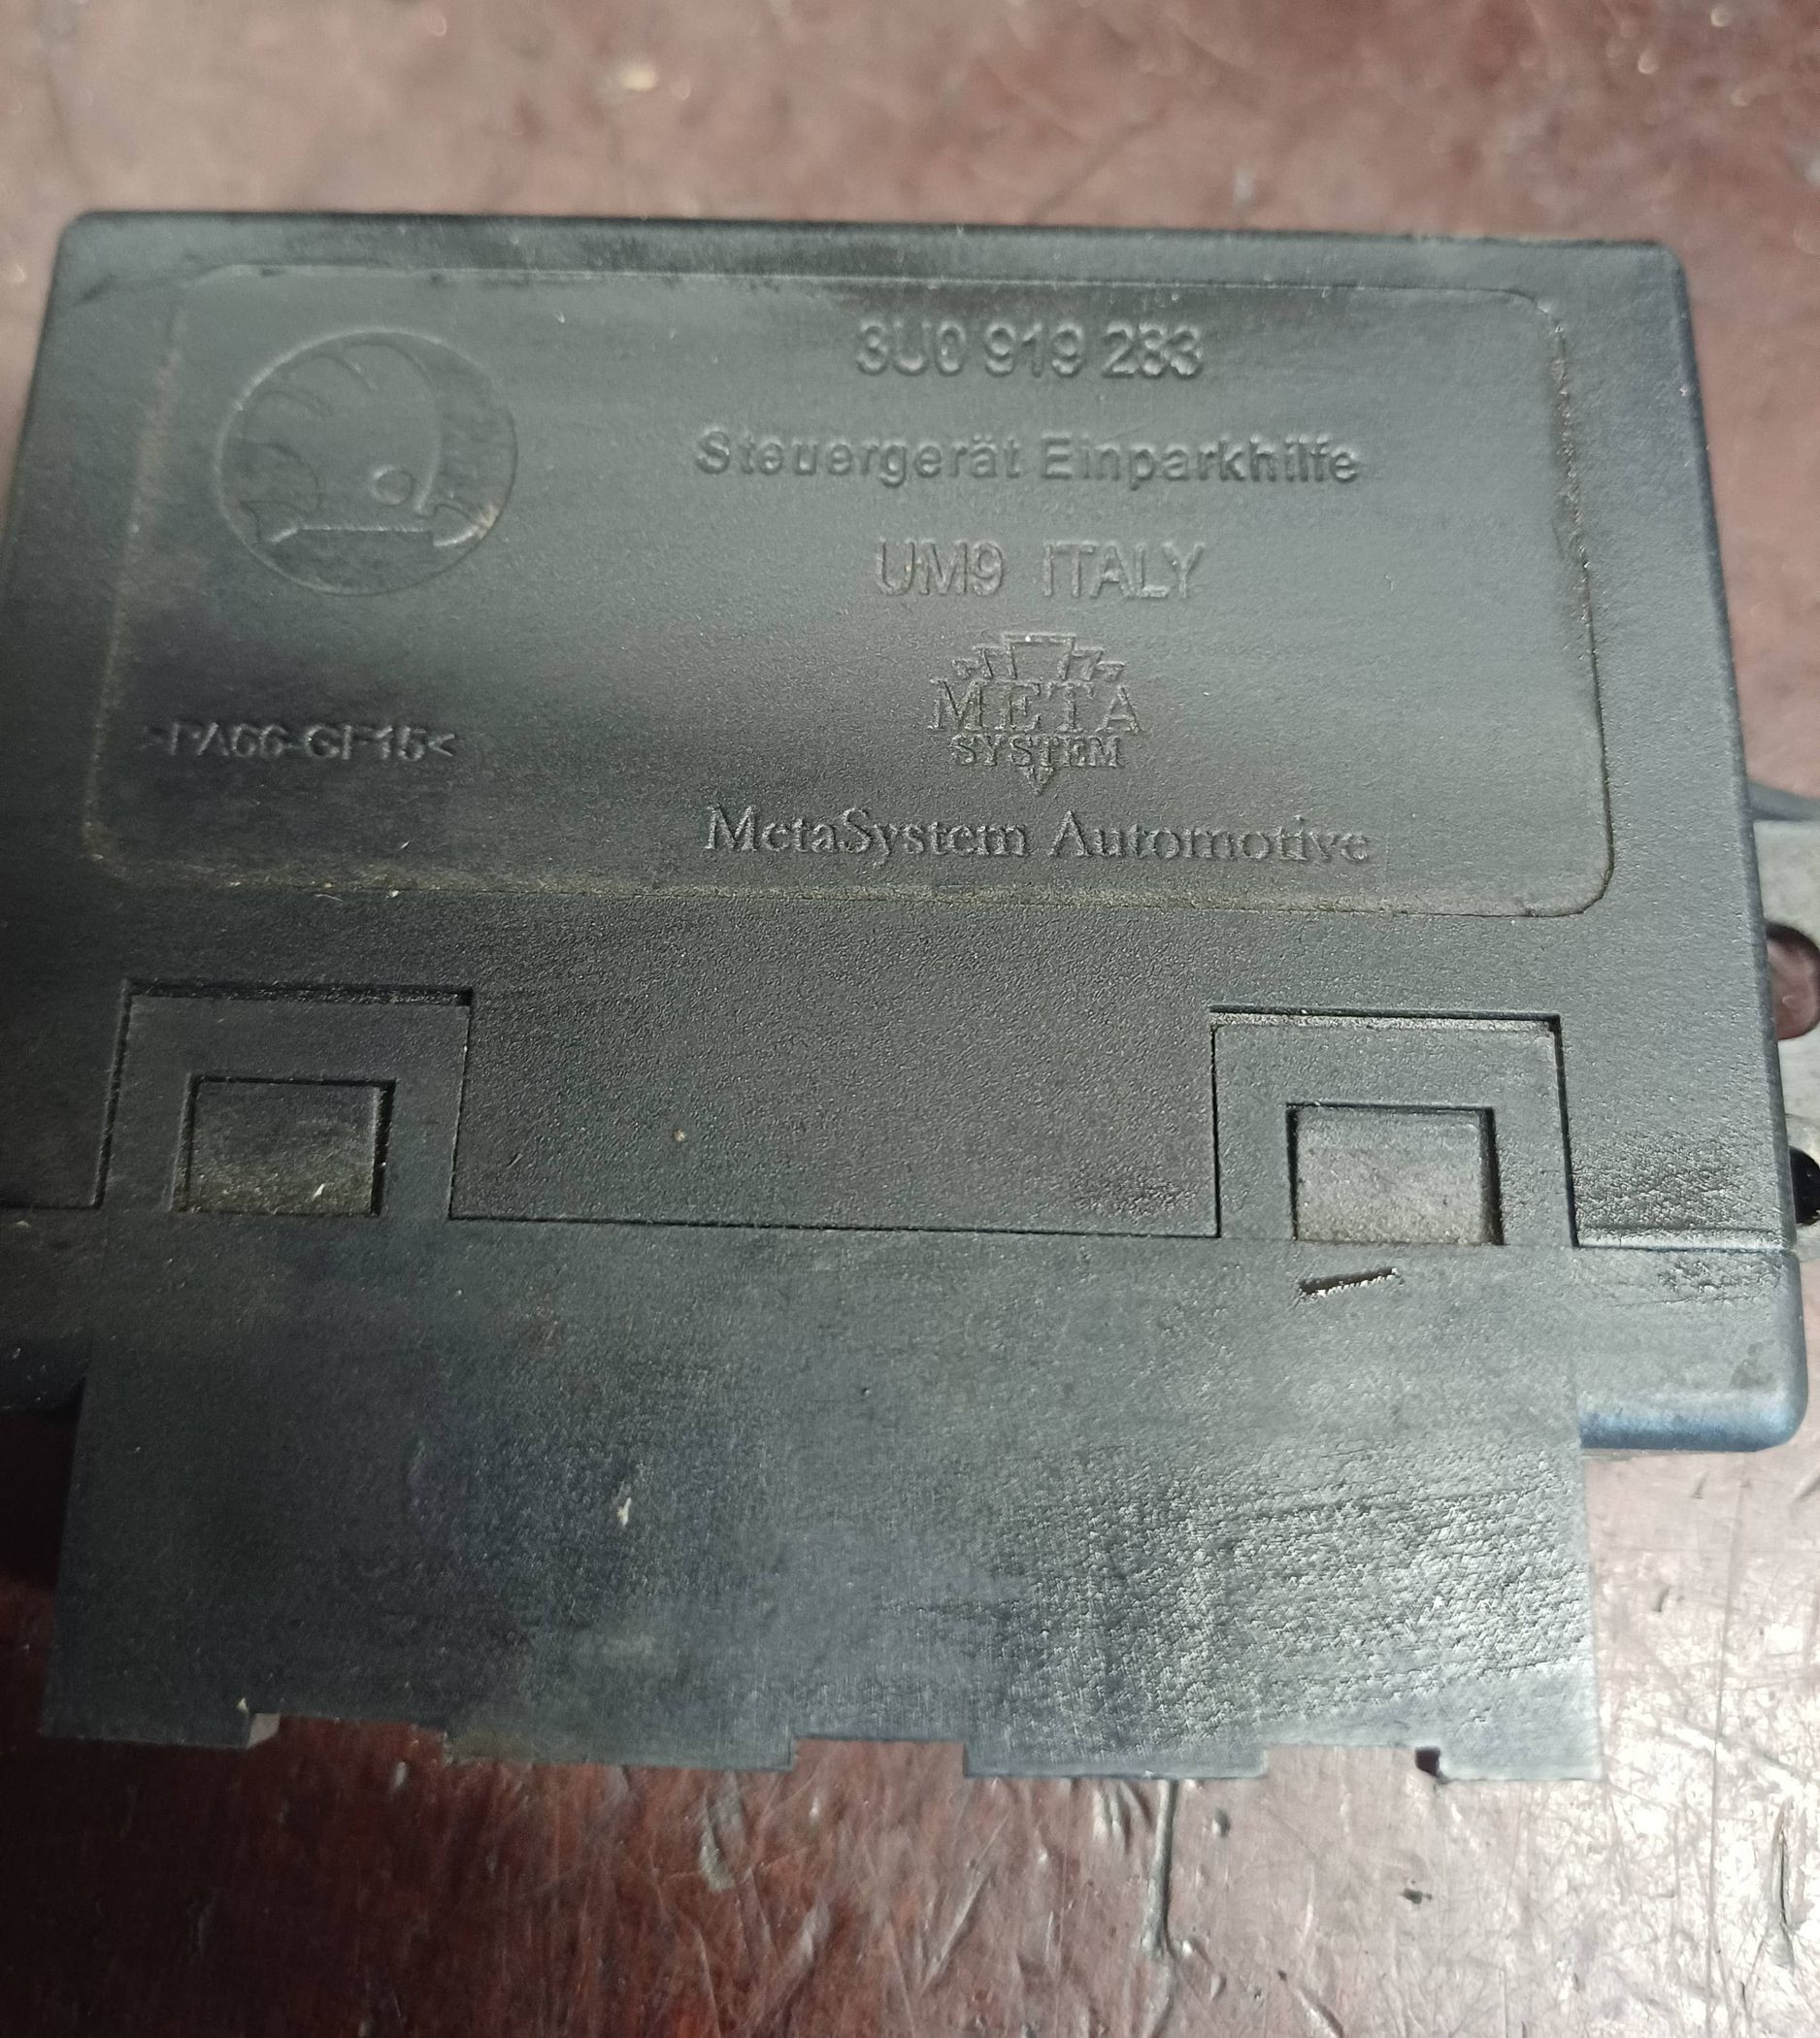 3U0 919 283
Steuergerät Einparkhilfe
UM9 ITALY
META
SYSTEM
>PA66-GF15<
MetaSystem Automotive